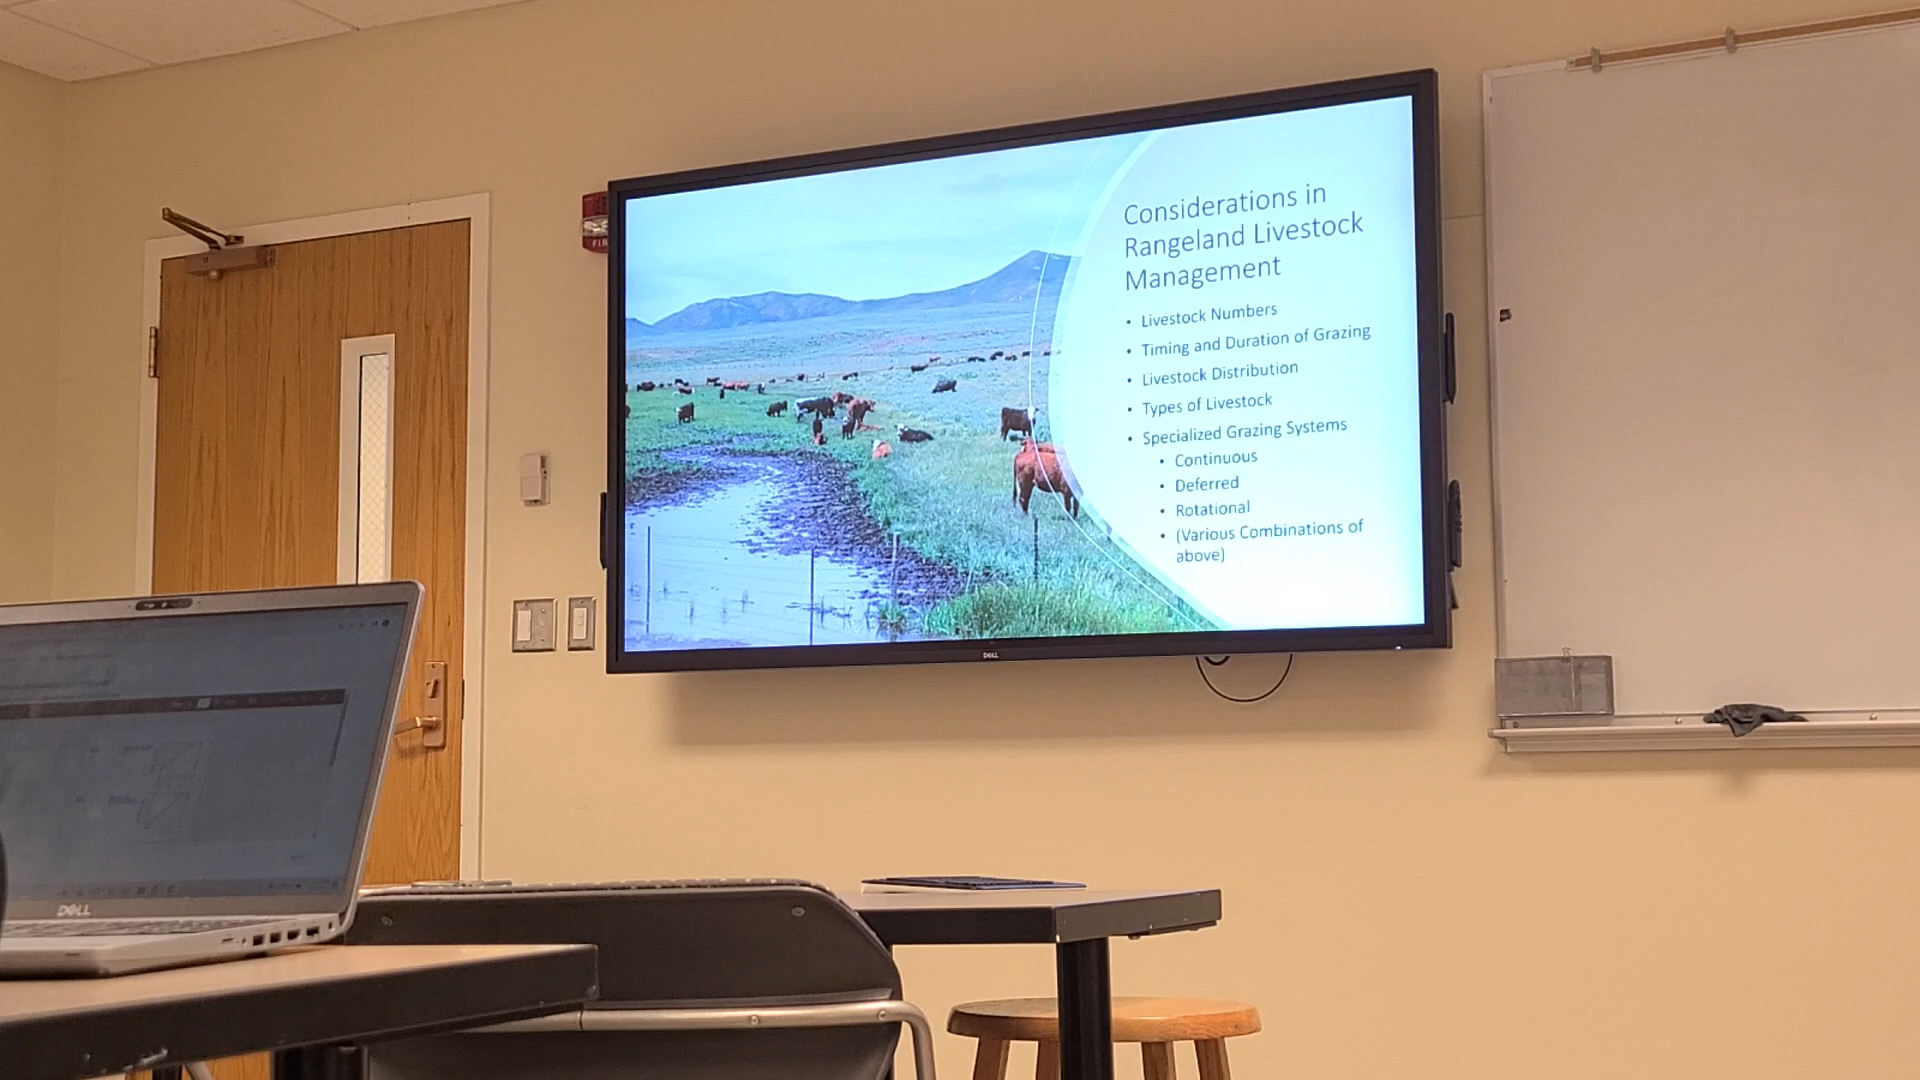 FIR
Considerations in
Rangeland Livestock
Management
• Livestock Numbers
• Timing and Duration of Grazing
• Livestock Distribution
• Types of Livestock
• Specialized Grazing Systems
• Continuous
• Deferred
• Rotational
• (Various Combinations of
above)
DELL
DELL